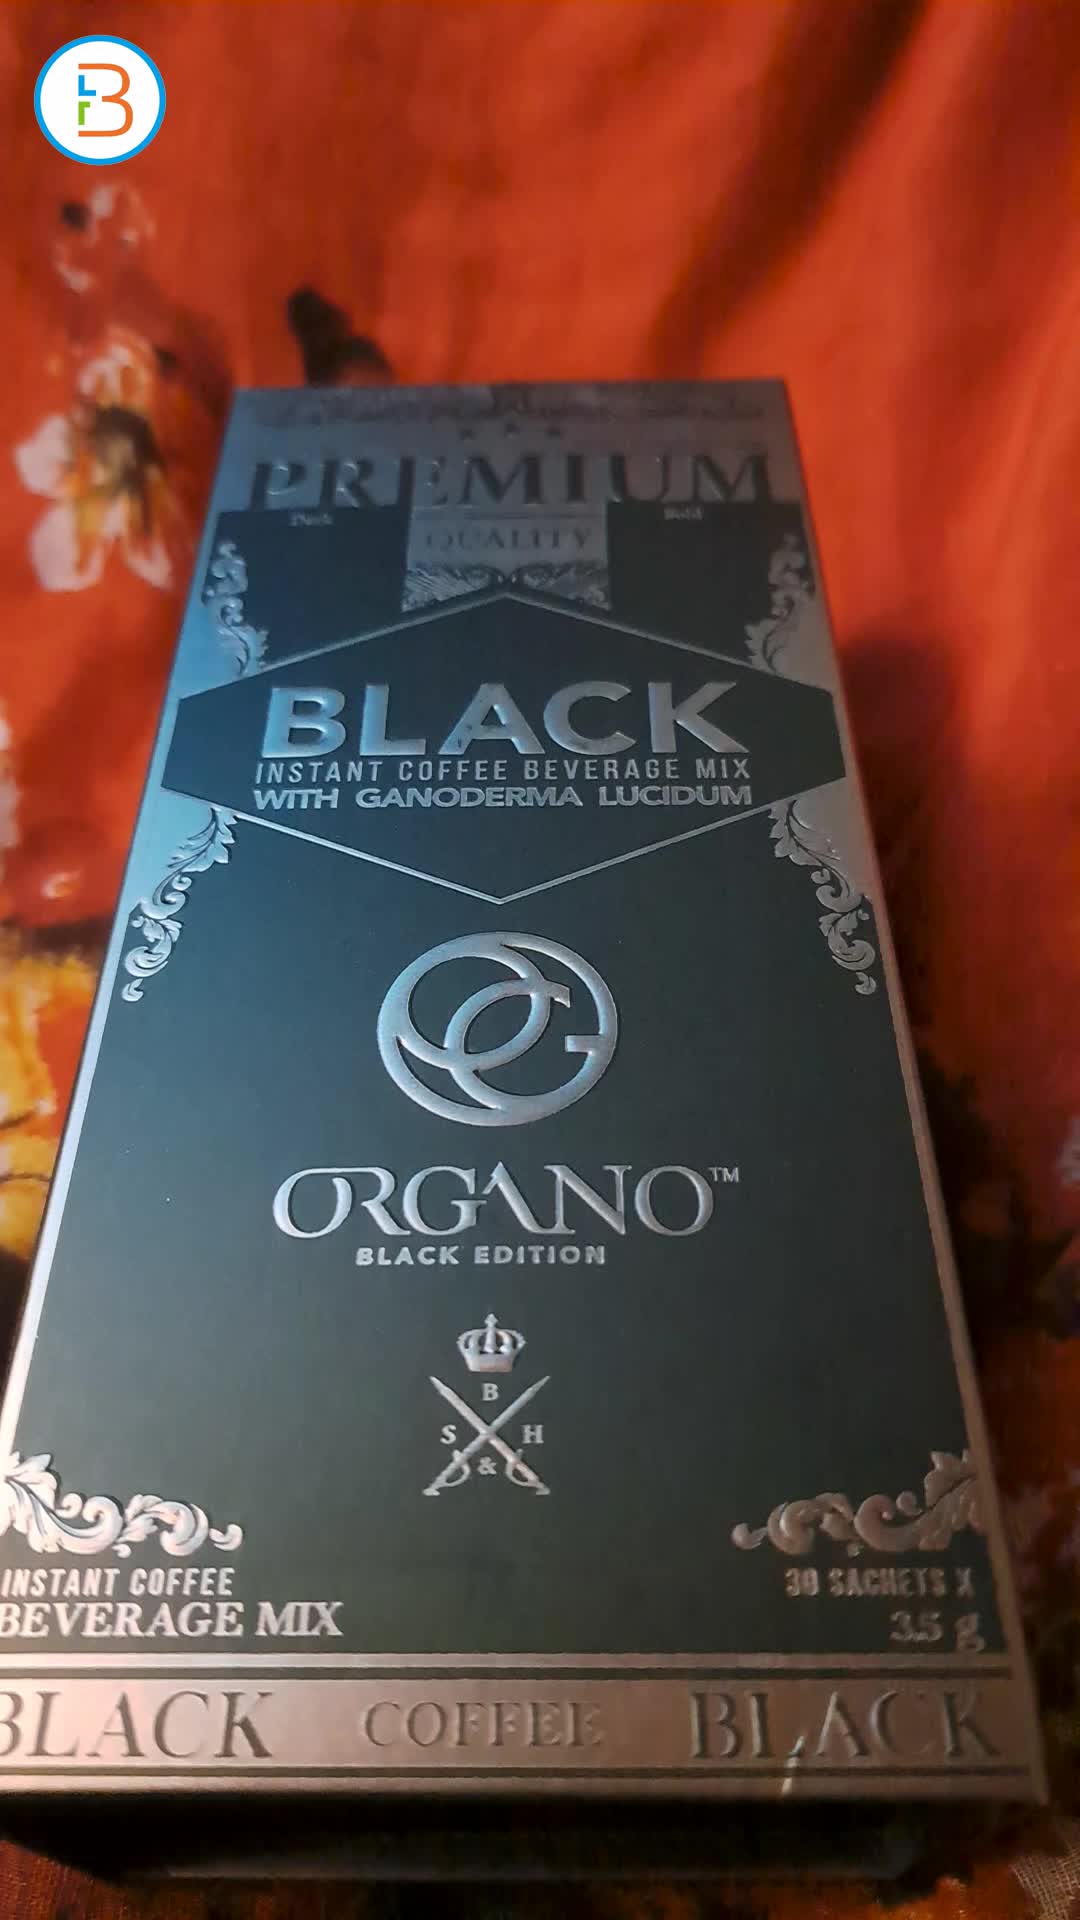 PREMIUM
QUALITY
BLACK
INSTANT COFFEE BEVERAGE MIX
WITH GANODERMA LUCIDUM
ORGANO™
BLACK EDITION
B
S H
&
INSTANT COFFEE
BEVERAGE MIX
30 SACHETS X
3.5 g
BLACK COFFEE BLACK